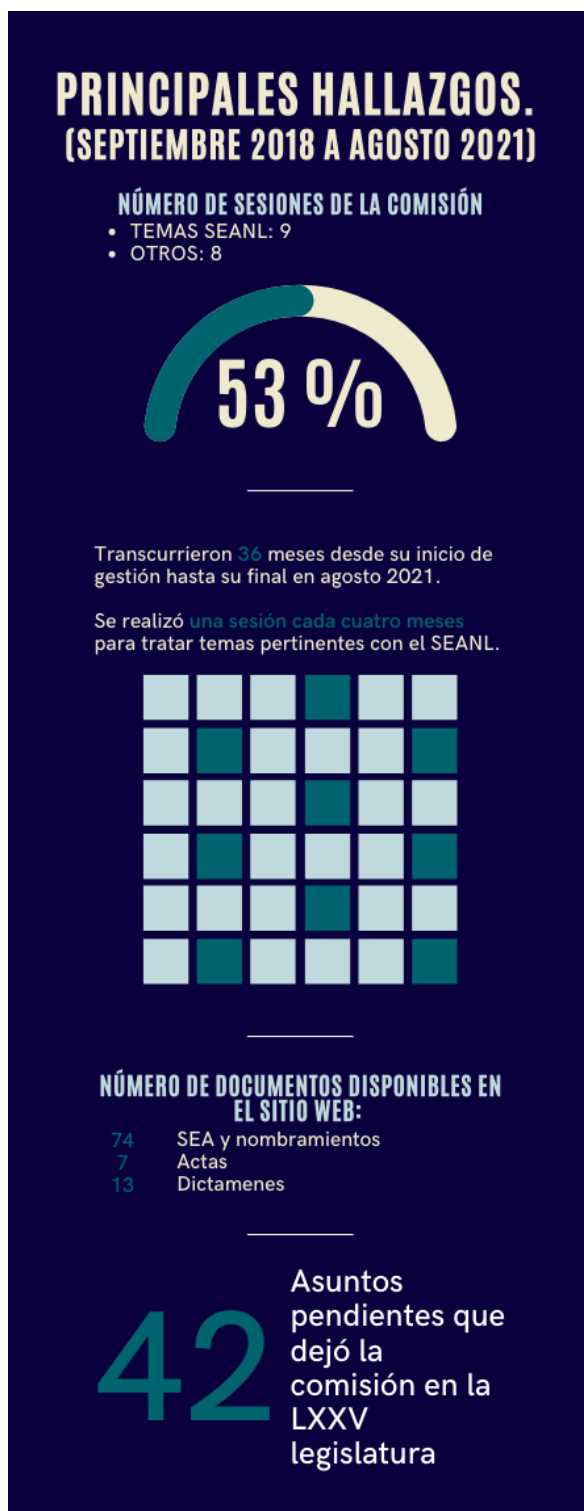 PRINCIPALES HALLAZGOS.
(SEPTIEMBRE 2018 A AGOSTO 2021)
NÚMERO DE SESIONES DE LA COMISIÓN
• TEMAS SEANL: 9
• OTROS: 8
53 %
Transcurrieron 36 meses desde su inicio de
gestión hasta su final en agosto 2021.
Se realizó una sesión cada cuatro meses
para tratar temas pertinentes con el SEANL.
NÚMERO DE DOCUMENTOS DISPONIBLES EN
EL SITIO WEB:
74 SEA y nombramientos
7 Actas
13 Dictamenes
42
Asuntos
pendientes que
dejó la
comisión en la
LXXV
legislatura